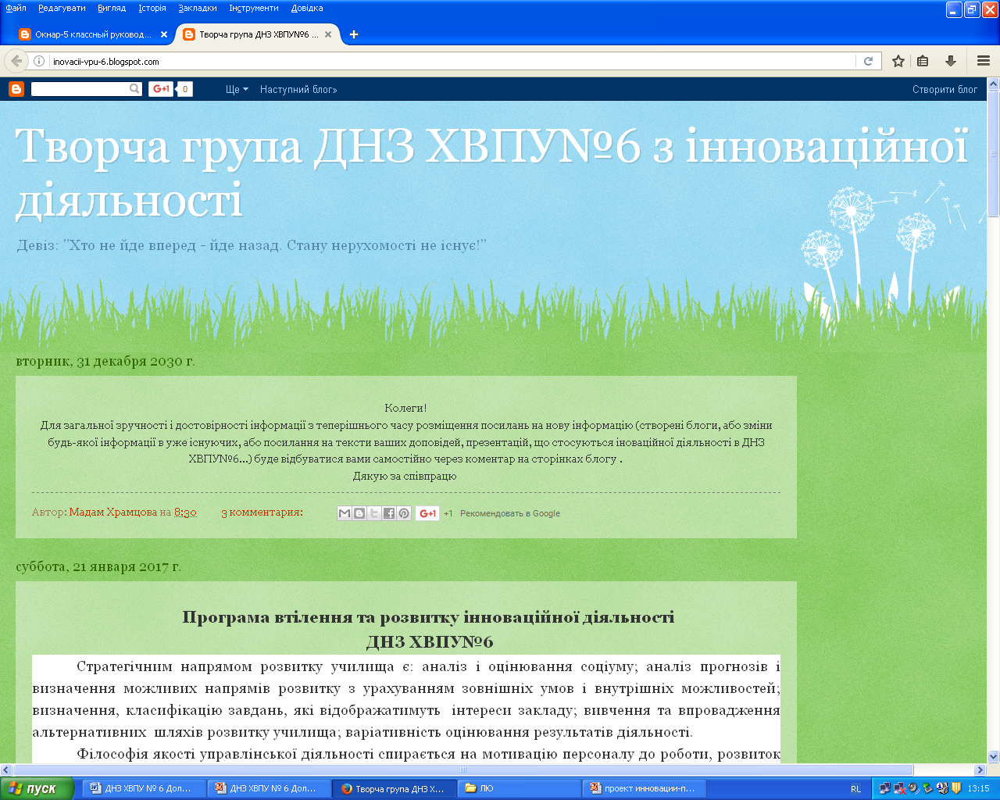 Файл Редагувати Вигляд Історія Закладки Інструменти Довідка
Окнар-5 классный руковод... Творча група ДНЗ ХВПУ№6 ...
inovacii-vpu-6.blogspot.com
G+1 0 Ще Наступний блог» Створити блог
Творча група ДНЗ ХВПУ№6 з інноваційної
діяльності
Девіз: "Хто не йде вперед - йде назад. Стану нерухомості не існує!"
вторник, 31 декабря 2030 г.
Колеги!
Для загальної зручності і достовірності інформації з теперішнього часу розміщення посилань на нову інформацію (створені блоги, або зміни
будь-якої інформації в уже існуючих, або посилання на тексти ваших доповідей, презентацій, що стосуються іноваційної діяльності в ДНЗ
ХВПУ№6...) буде відбуватися вами самостійно через коментар на сторінках блогу .
Дякую за співпрацю
Автор: Мадам Храмцова на 8:30 3 комментария: G+1 +1 Рекомендовать в Google
суббота, 21 января 2017 г.
Програма втілення та розвитку інноваційної діяльності
ДНЗ ХВПУ№6
Стратегічним напрямом розвитку училища є: аналіз і оцінювання соціуму; аналіз прогнозів і
визначення можливих напрямів розвитку з урахуванням зовнішніх умов і внутрішніх можливостей;
визначення, класифікацію завдань, які відображатимуть інтереси закладу; вивчення та впровадження
альтернативних шляхів розвитку училища; варіативність оцінювання результатів діяльності.
Філософія якості управлінської діяльності спирається на мотивацію персоналу до роботи, розвиток
пуск ДНЗ ХВПУ № 6 Дол... ДНЗ ХВПУ № 6 Дол... Творча група ДНЗ Х... ЛЮ проект инновации-п... RL 13:15